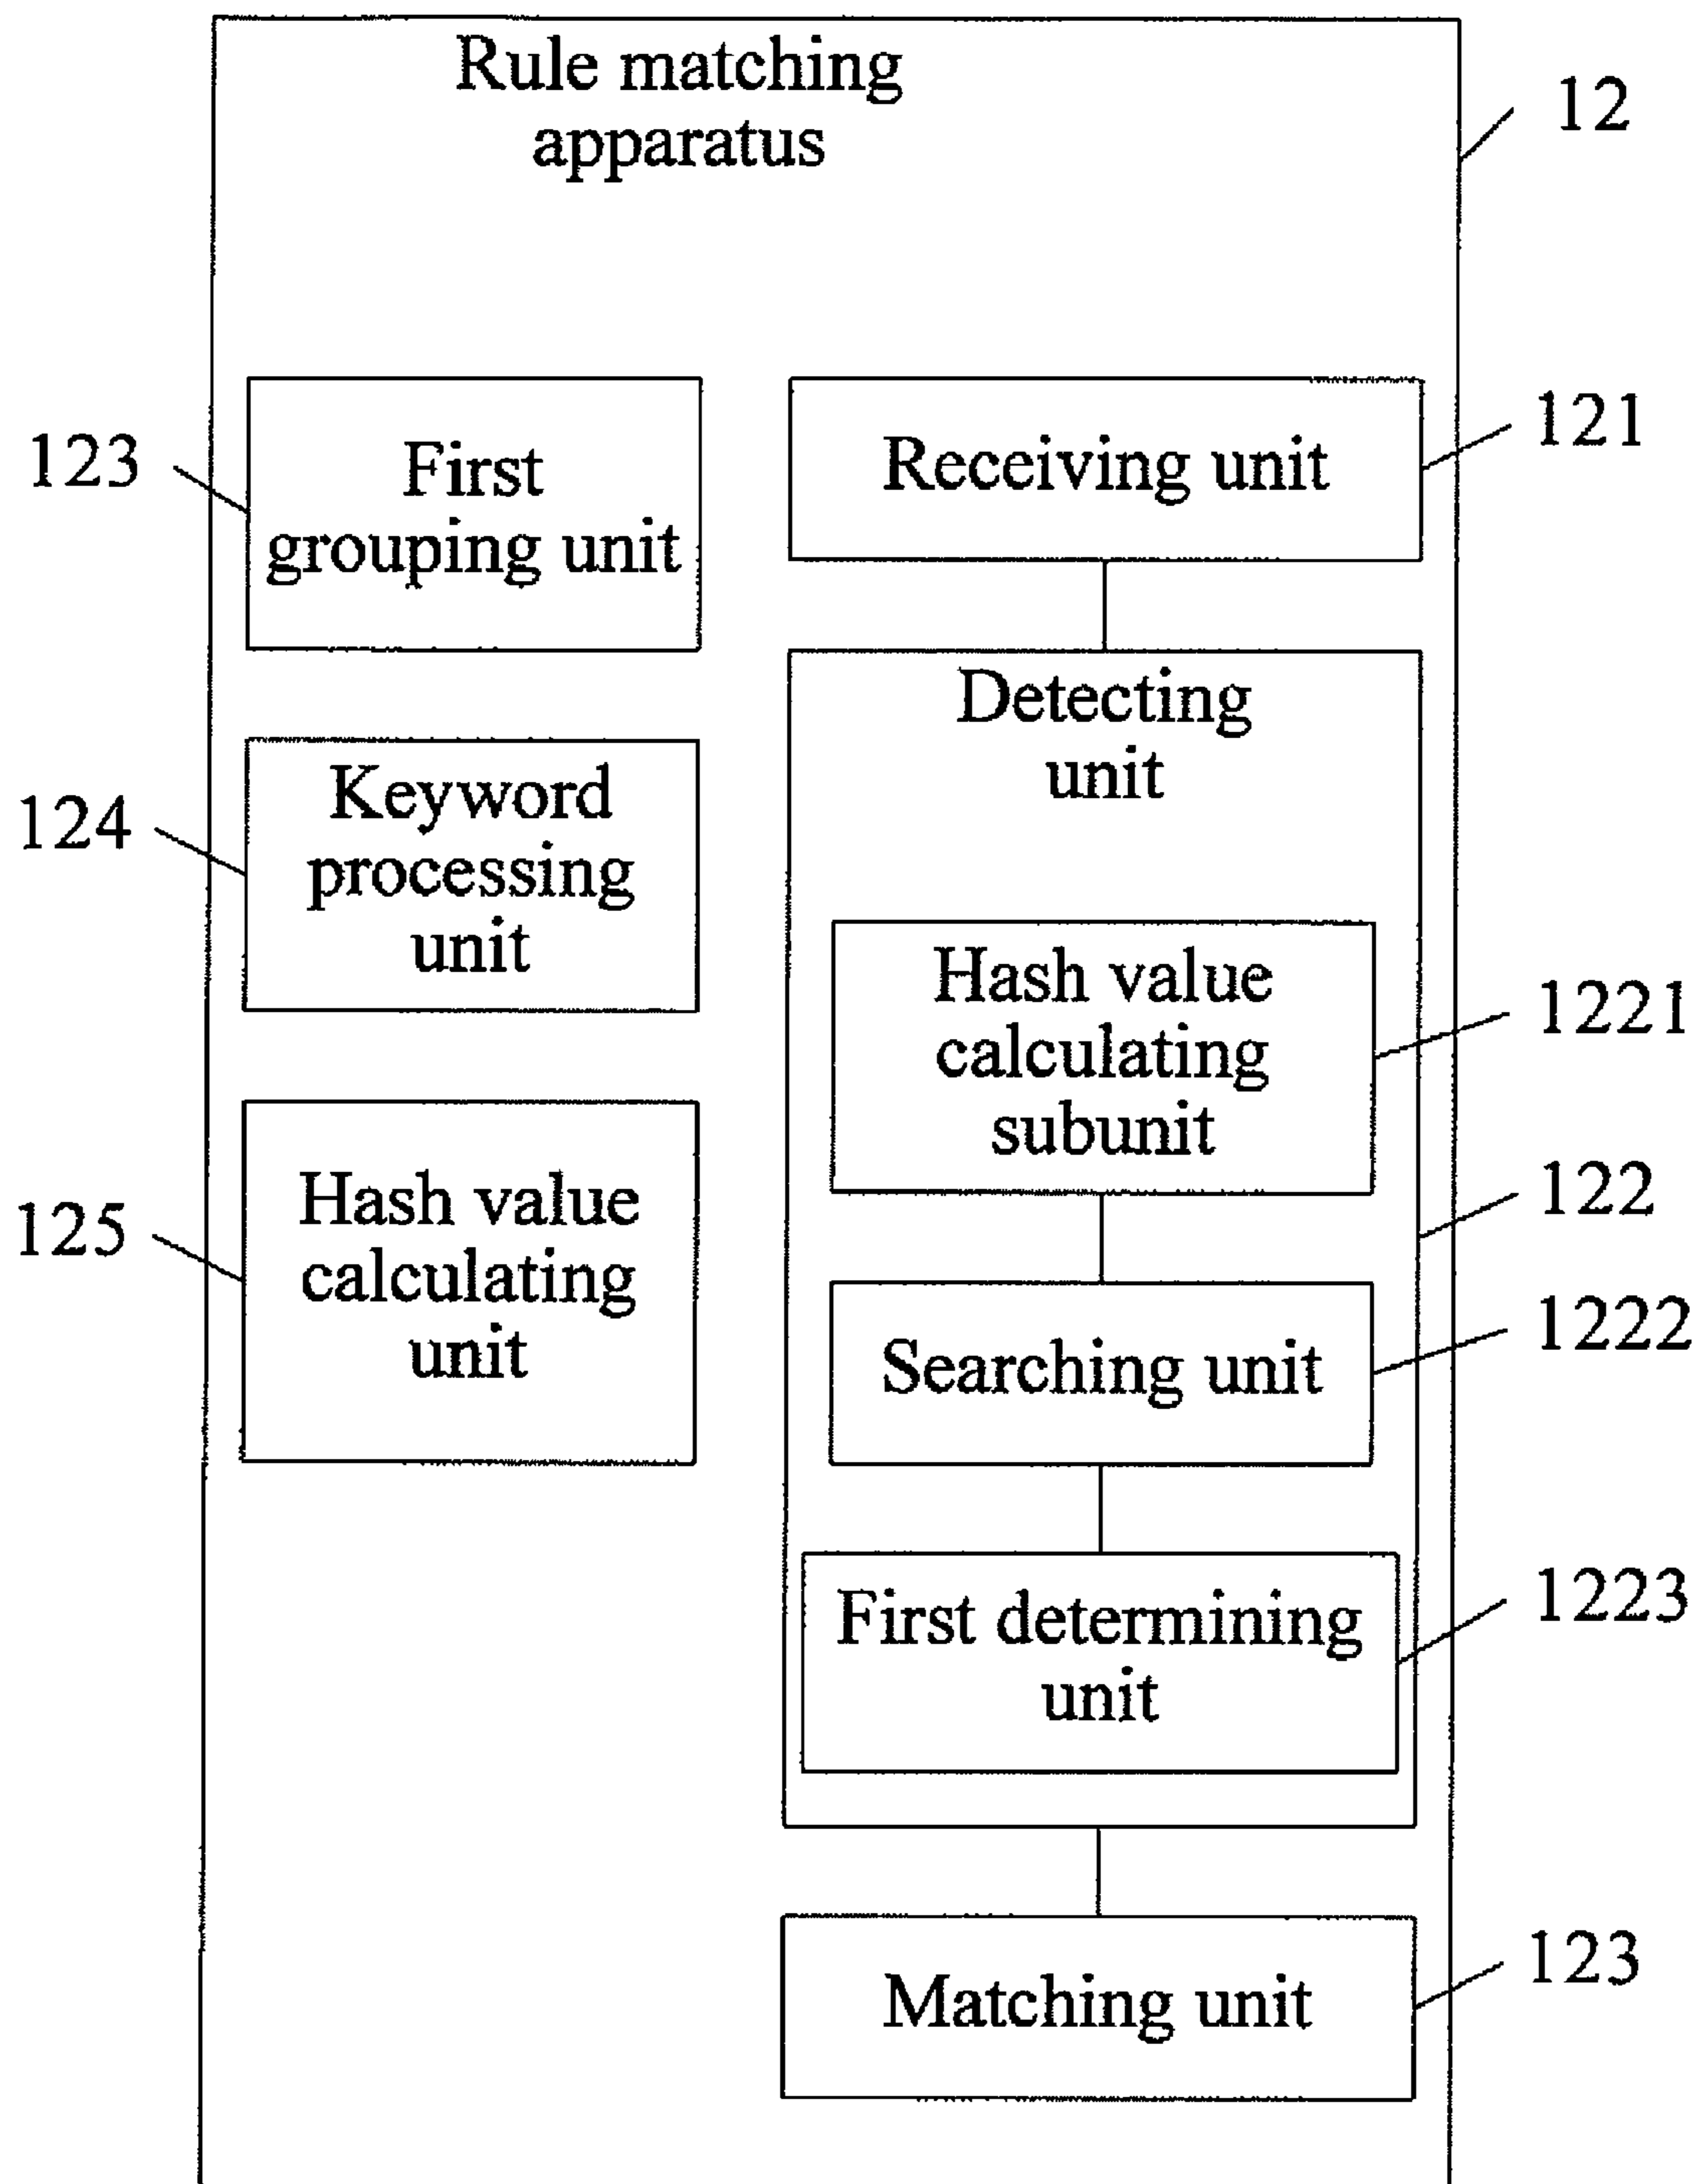 Rule matching
apparatus
12
123
First
grouping unit
Receiving unit
121
Detecting
unit
124
Keyword
processing
unit
Hash value
calculating
subunit
1221
125
Hash value
calculating
unit
122
Searching unit
1222
First determining
unit
1223
Matching unit
123